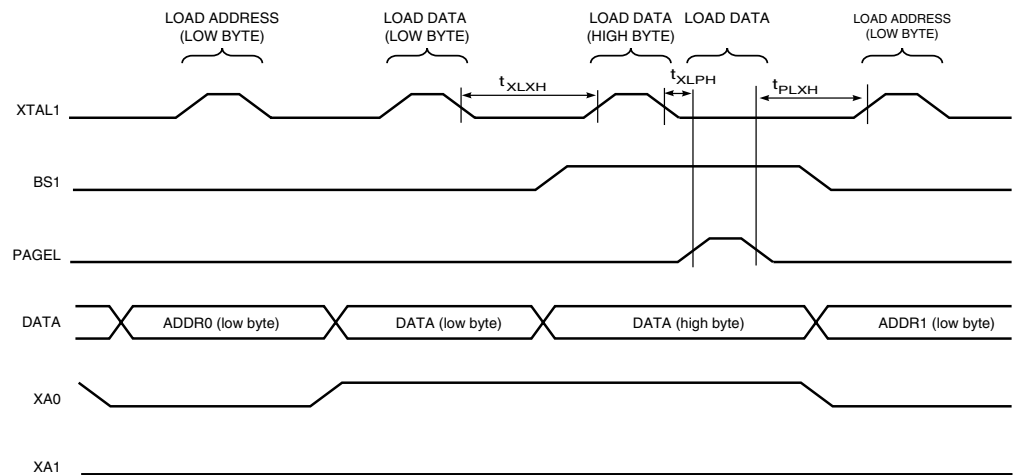 LOAD ADDRESS
(LOW BYTE)
LOAD DATA
(LOW BYTE)
LOAD DATA
(HIGH BYTE)
LOAD DATA
LOAD ADDRESS
(LOW BYTE)
tXLXH
tXLPH
tPLXH
XTAL1
BS1
PAGEL
DATA
ADDR0 (low byte)
DATA (low byte)
DATA (high byte)
ADDR1 (low byte)
XA0
XA1